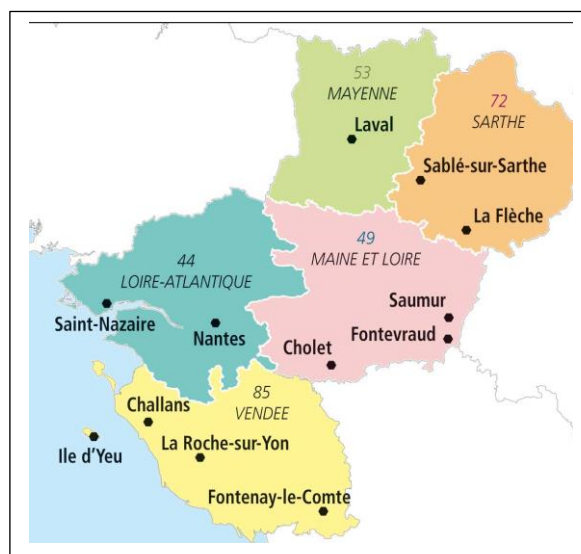 53
MAYENNE
Laval
72
SARTHE
Sablé-sur-Sarthe
La Flèche
44
LOIRE-ATLANTIQUE
Saint-Nazaire
Nantes
49
MAINE ET LOIRE
Saumur
Fontevraud
Cholet
85
VENDEE
Challans
Ile d'Yeu
La Roche-sur-Yon
Fontenay-le-Comte